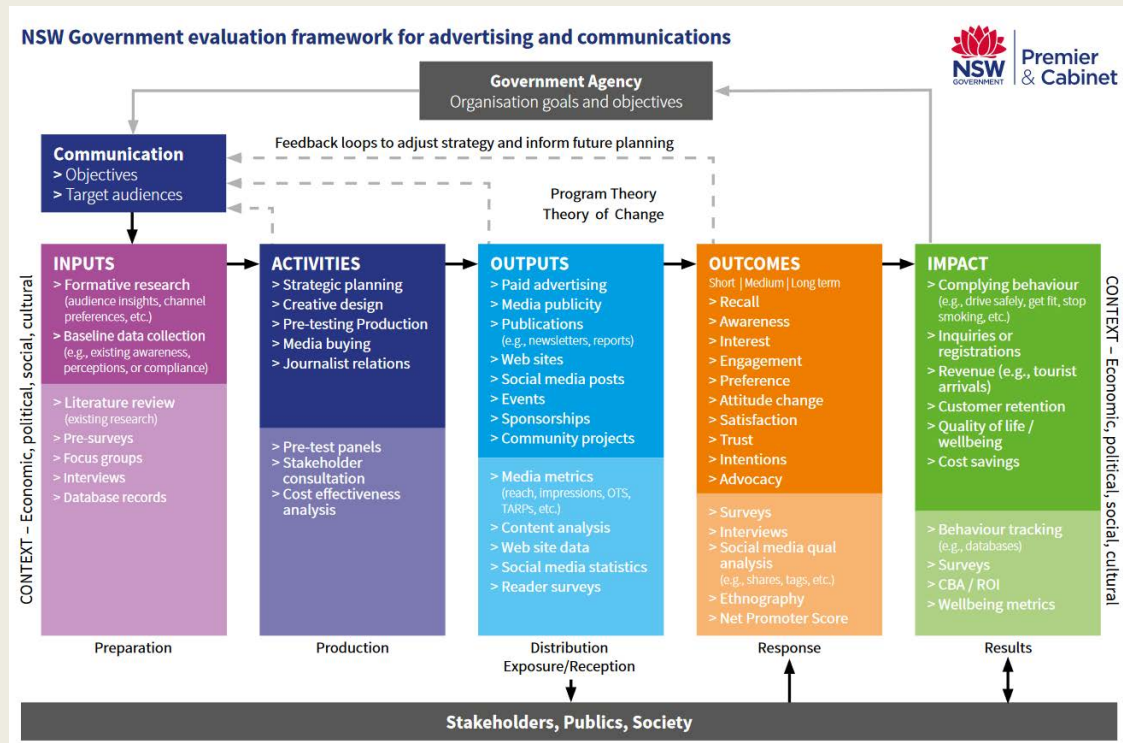 NSW Government evaluation framework for advertising and communications
NSW
GOVERNMENT
Premier
& Cabinet
Government Agency
Organisation goals and objectives
Feedback loops to adjust strategy and inform future planning
Communication
> Objectives
> Target audiences
Program Theory
Theory of Change
CONTEXT – Economic, political, social, cultural
INPUTS
> Formative research
(audience insights, channel
preferences, etc.)
> Baseline data collection
(e.g., existing awareness,
perceptions, or compliance)
> Literature review
(existing research)
> Pre-surveys
> Focus groups
> Interviews
> Database records
Preparation
ACTIVITIES
> Strategic planning
> Creative design
> Pre-testing Production
> Media buying
> Journalist relations
> Pre-test panels
> Stakeholder
consultation
> Cost effectiveness
analysis
Production
OUTPUTS
> Paid advertising
> Media publicity
> Publications
(e.g., newsletters, reports)
> Web sites
> Social media posts
> Events
> Sponsorships
> Community projects
> Media metrics
(reach, impressions, OTS,
TARPs, etc.)
> Content analysis
> Web site data
> Social media statistics
> Reader surveys
Distribution
Exposure/Reception
OUTCOMES
Short | Medium | Long term
> Recall
> Awareness
> Interest
> Engagement
> Preference
> Attitude change
> Satisfaction
> Trust
> Intentions
> Advocacy
> Surveys
> Interviews
> Social media qual
analysis
(e.g., shares, tags, etc.)
> Ethnography
> Net Promoter Score
Response
IMPACT
> Complying behaviour
(e.g., drive safely, get fit, stop
smoking, etc.)
> Inquiries or
registrations
> Revenue (e.g., tourist
arrivals)
> Customer retention
> Quality of life /
wellbeing
> Cost savings
> Behaviour tracking
(e.g., databases)
> Surveys
> CBA / ROI
> Wellbeing metrics
Results
CONTEXT – Economic, political, social, cultural
Stakeholders, Publics, Society